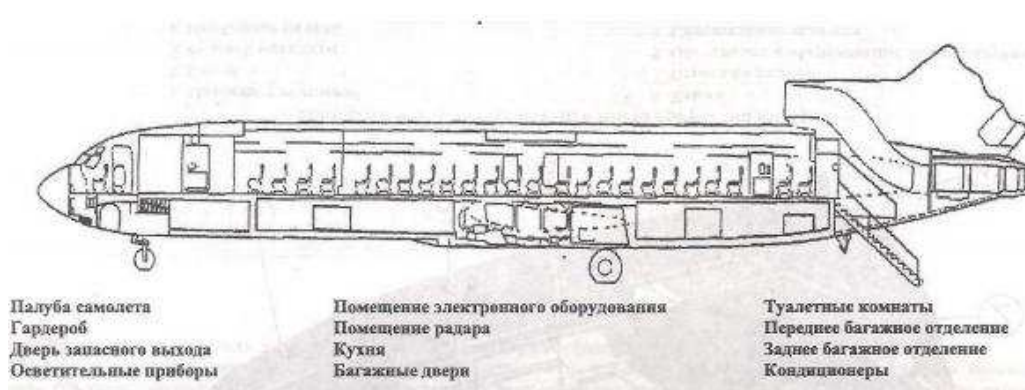 Палуба самолета
Гардероб
Дверь запасного выхода
Осветительные приборы
Помещение электронного оборудования
Помещение радара
Кухня
Багажные двери
Туалетные комнаты
Переднее багажное отделение
Заднее багажное отделение
Кондиционеры